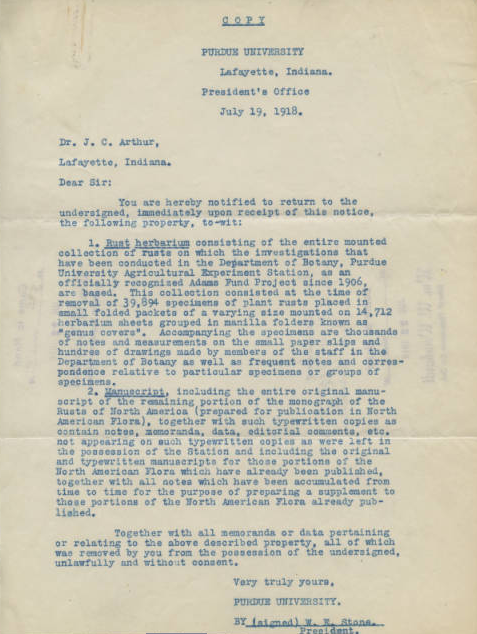 COPY
PURDUE UNIVERSITY
Lafayette, Indiana.
President's Office
July 19, 1918.
Dr. J. C. Arthur,
Lafayette, Indiana.
Dear Sir:
You are hereby notified to return to the
undersigned, immediately upon receipt of this notice,
the following property, to-wit:
1. Rust herbarium consisting of the entire mounted
collection of rusts on which the investigations that
have been conducted in the Department of Botany, Purdue
University Agricultural Experiment Station, as an
officially recognized Adams Fund Project since 1906,
are based. This collection consisted at the time of
removal of 39,894 specimens of plant rusts placed in
small folded packets of a varying size mounted on 14,712
herbarium sheets grouped in manilla folders known as
"genus covers". Accompanying the specimens are thousands
of notes and measurements on the small paper slips and
hundres of drawings made by members of the staff in the
Department of Botany as well as frequent notes and corres-
pondence relative to particular specimens or groups of
specimens.
2. Manuscript, including the entire original manu-
script of the remaining portion of the monograph of the
Rusts of North America (prepared for publication in North
American Flora), together with such typewritten copies as
contain notes, memoranda, data, editorial comments, etc.
not appearing on such typewritten copies as were left in
the possession of the Station and including the original
and typewritten manuscripts for those portions of the
North American Flora which have already been published,
together with all notes which have been accumulated from
time to time for the purpose of preparing a supplement to
those portions of the North American Flora already pub-
lished.
Together with all memoranda or data pertaining
or relating to the above described property, all of which
was removed by you from the possession of the undersigned,
unlawfully and without consent.
Very truly yours,
PURDUE UNIVERSITY.
BY (signed) W. E. Stone.
President.